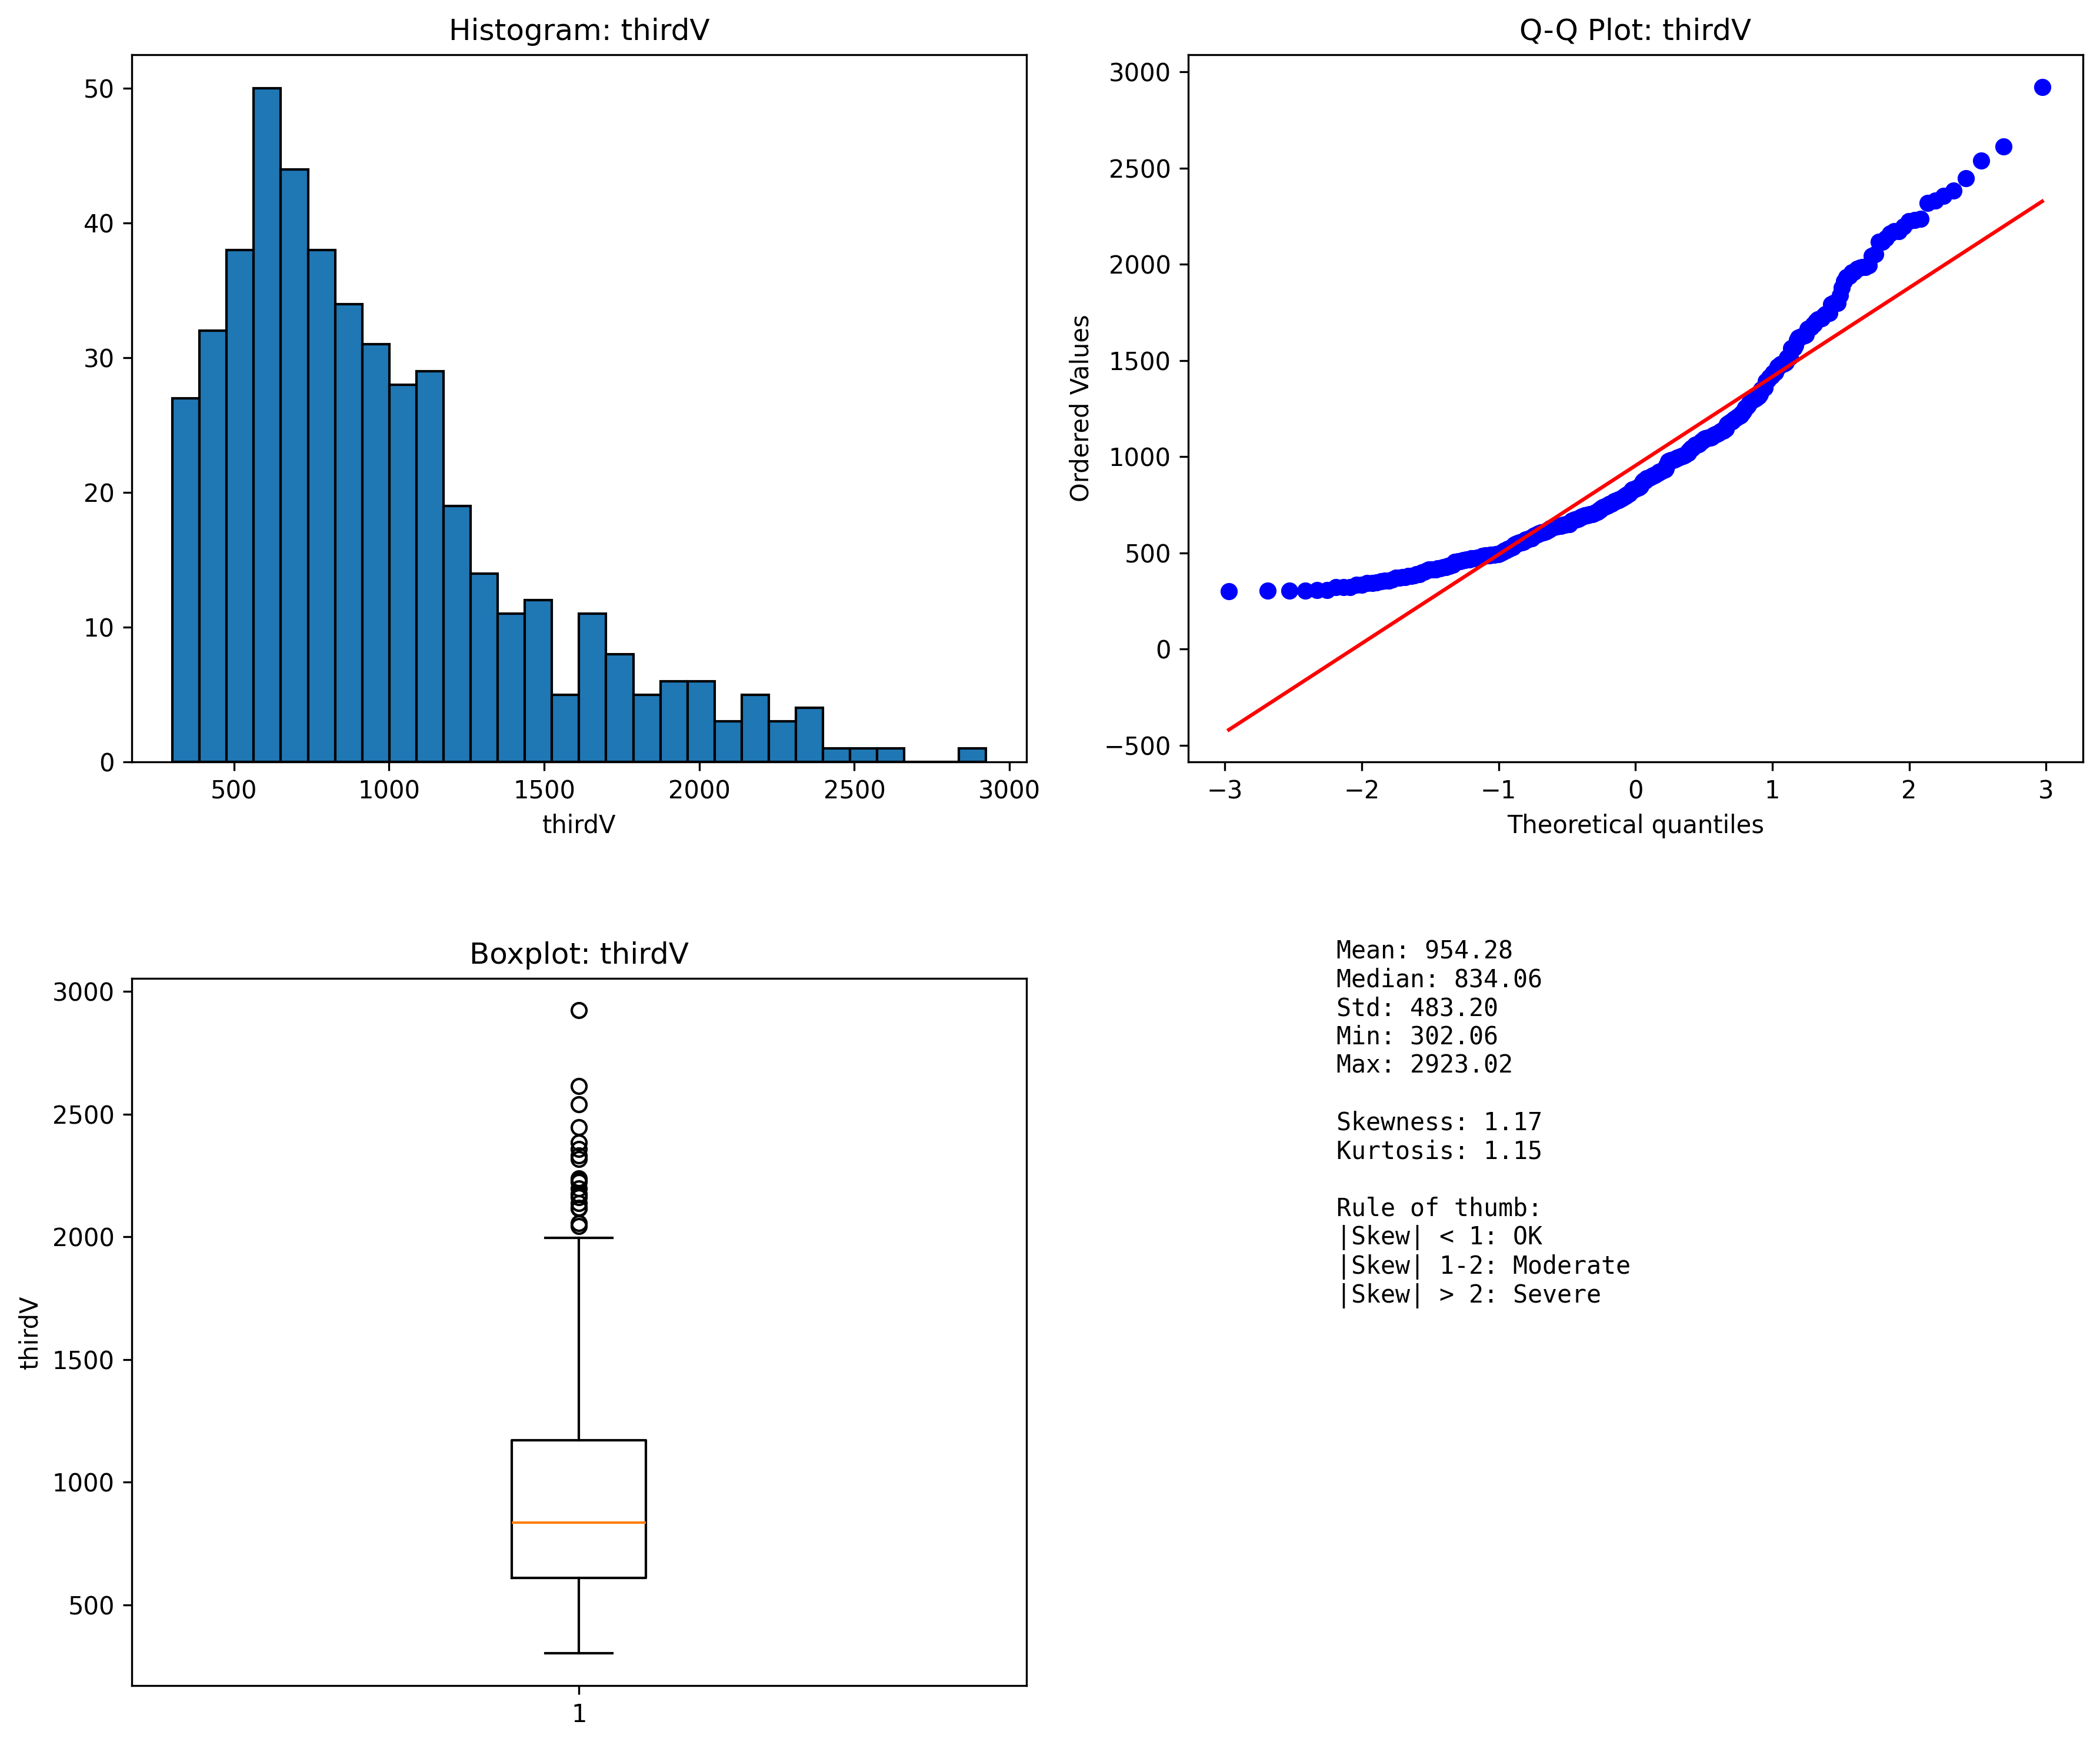 Histogram: thirdV
50
40
30
20
10
0
500 1000 1500 2000 2500 3000
thirdV
Q-Q Plot: thirdV
3000
2500
2000
1500
1000
500
0
−500
Ordered Values
−3 −2 −1 0 1 2 3
Theoretical quantiles
Boxplot: thirdV
3000
2500
2000
1500
1000
500
thirdV
1
Mean: 954.28
Median: 834.06
Std: 483.20
Min: 302.06
Max: 2923.02
Skewness: 1.17
Kurtosis: 1.15
Rule of thumb:
|Skew| < 1: OK
|Skew| 1-2: Moderate
|Skew| > 2: Severe